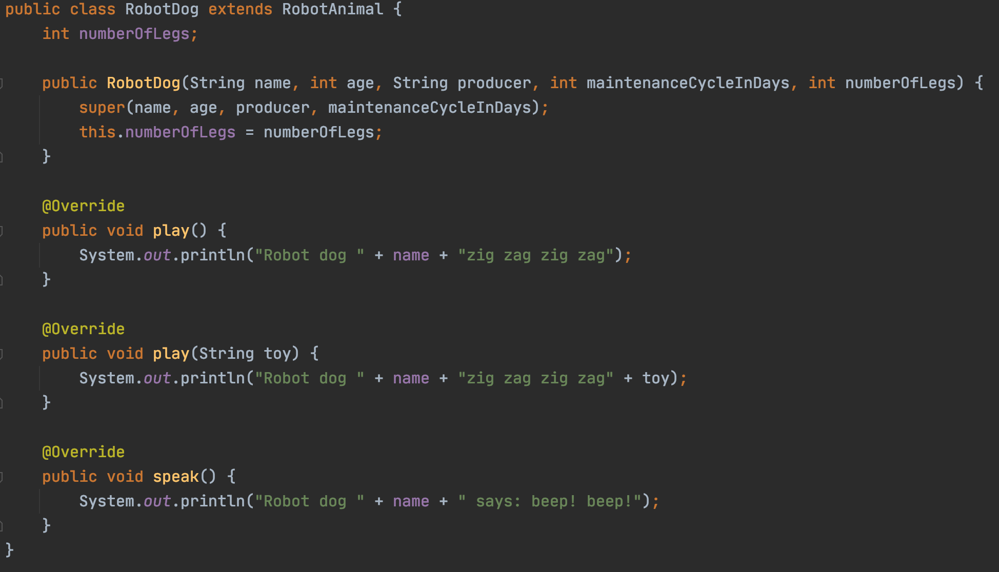 public class RobotDog extends RobotAnimal {
    int numberOfLegs;

    public RobotDog(String name, int age, String producer, int maintenanceCycleInDays, int numberOfLegs) {
        super(name, age, producer, maintenanceCycleInDays);
        this.numberOfLegs = numberOfLegs;
    }

    @Override
    public void play() {
        System.out.println("Robot dog " + name + "zig zag zig zag");
    }

    @Override
    public void play(String toy) {
        System.out.println("Robot dog " + name + "zig zag zig zag" + toy);
    }

    @Override
    public void speak() {
        System.out.println("Robot dog " + name + " says: beep! beep!");
    }
}